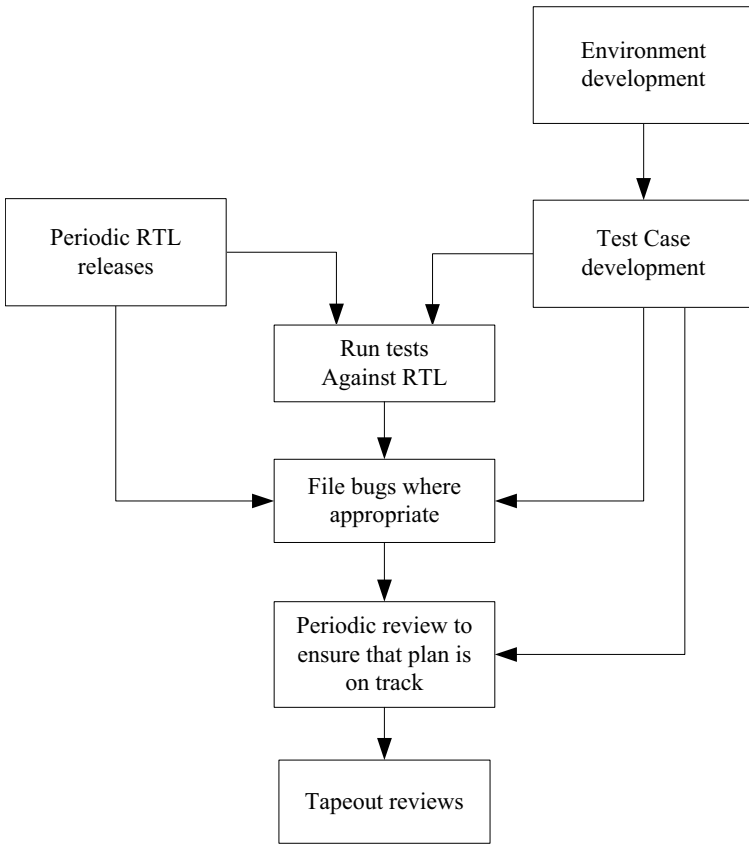 Environment
development
Periodic RTL
releases
Test Case
development
Run tests
Against RTL
File bugs where
appropriate
Periodic review to
ensure that plan is
on track
Tapeout reviews